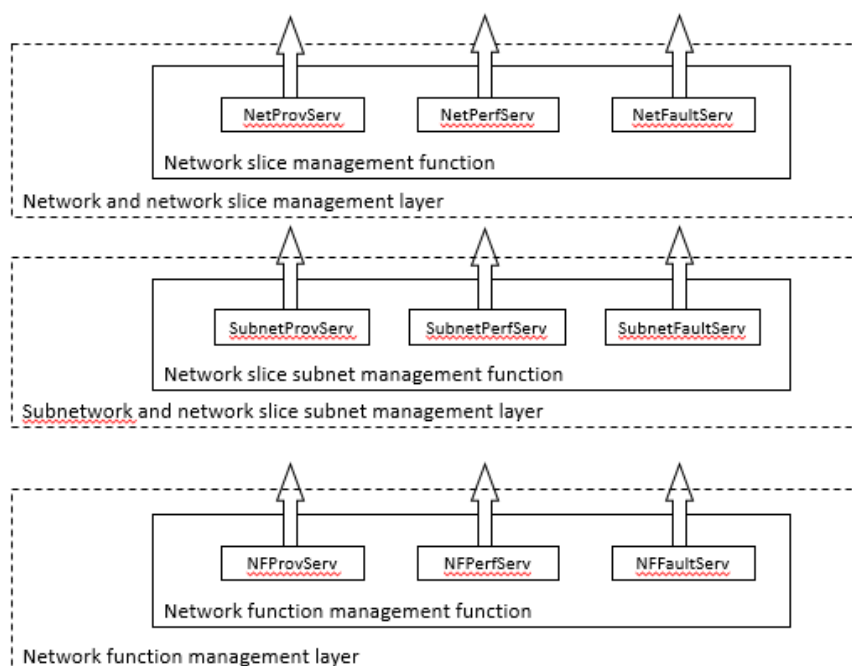 NetProvServ NetPerfServ NetFaultServ
Network slice management function
Network and network slice management layer
SubnetProvServ SubnetPerfServ SubnetFaultServ
Network slice subnet management function
Subnetwork and network slice subnet management layer
NFProvServ NFPerfServ NFFaultServ
Network function management function
Network function management layer